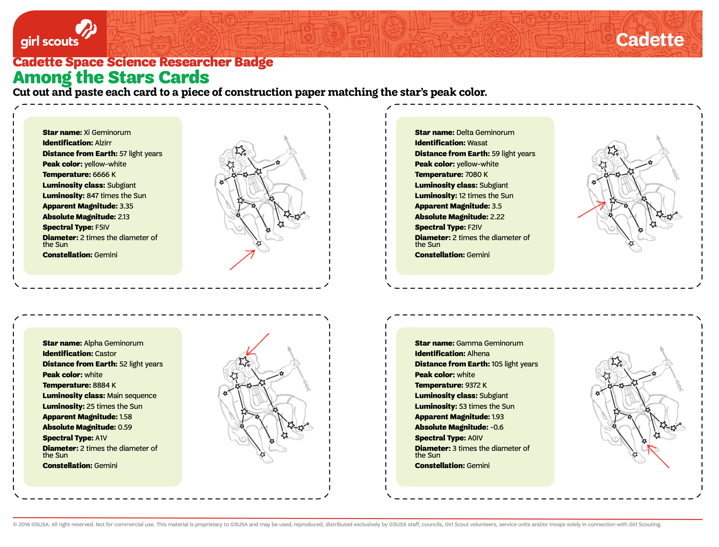 girl scouts
Cadette
Cadette Space Science Researcher Badge
Among the Stars Cards
Cut out and paste each card to a piece of construction paper matching the star's peak color.
Star name: Xi Geminorum
Identification: Alzirr
Distance from Earth: 57 light years
Peak color: yellow-white
Temperature: 6666 K
Luminosity class: Subgiant
Luminosity: 847 times the Sun
Apparent Magnitude: 3.35
Absolute Magnitude: 2.13
Spectral Type: F5IV
Diameter: 2 times the diameter of
the Sun
Constellation: Gemini
Star name: Delta Geminorum
Identification: Wasat
Distance from Earth: 59 light years
Peak color: yellow-white
Temperature: 7080 K
Luminosity class: Subgiant
Luminosity: 12 times the Sun
Apparent Magnitude: 3.5
Absolute Magnitude: 2.22
Spectral Type: F2IV
Diameter: 2 times the diameter of
the Sun
Constellation: Gemini
Star name: Alpha Geminorum
Identification: Castor
Distance from Earth: 52 light years
Peak color: white
Temperature: 8884 K
Luminosity class: Main sequence
Luminosity: 25 times the Sun
Apparent Magnitude: 1.58
Absolute Magnitude: 0.59
Spectral Type: A1V
Diameter: 2 times the diameter of
the Sun
Constellation: Gemini
Star name: Gamma Geminorum
Identification: Alhena
Distance from Earth: 105 light years
Peak color: white
Temperature: 9372 K
Luminosity class: Subgiant
Luminosity: 53 times the Sun
Apparent Magnitude: 1.93
Absolute Magnitude: -0.6
Spectral Type: A0IV
Diameter: 3 times the diameter of
the Sun
Constellation: Gemini
© 2016 GSUSA. All right reserved. Not for commercial use. This material is proprietary to GSUSA and may be used, reproduced, distributed exclusively by GSUSA staff, councils, Girl Scout volunteers, service units and/or troops solely in connection with Girl Scouting.